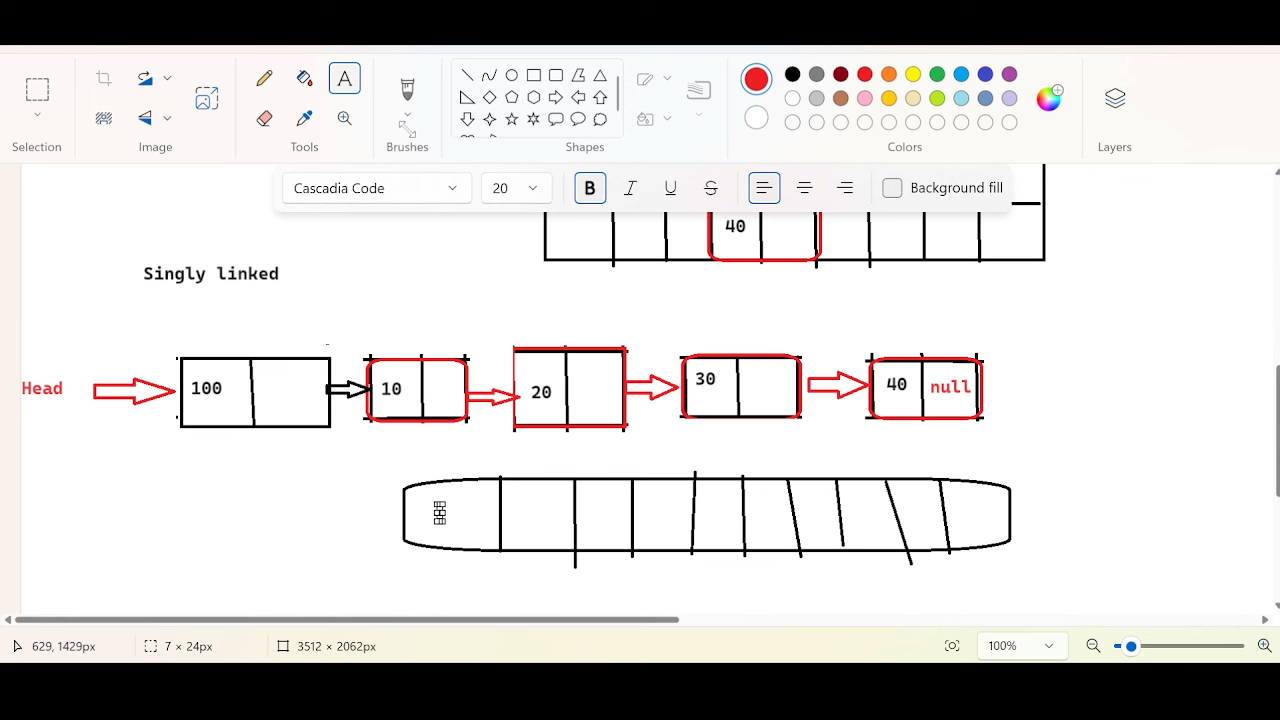 Selection
Image
Tools
Brushes
Shapes
Colors
Layers
A
Cascadia Code
20
B I U S
Background fill
40
Singly linked
Head
100
10
20
30
40
null
629, 1429px
7 × 24px
3512 × 2062px
100%